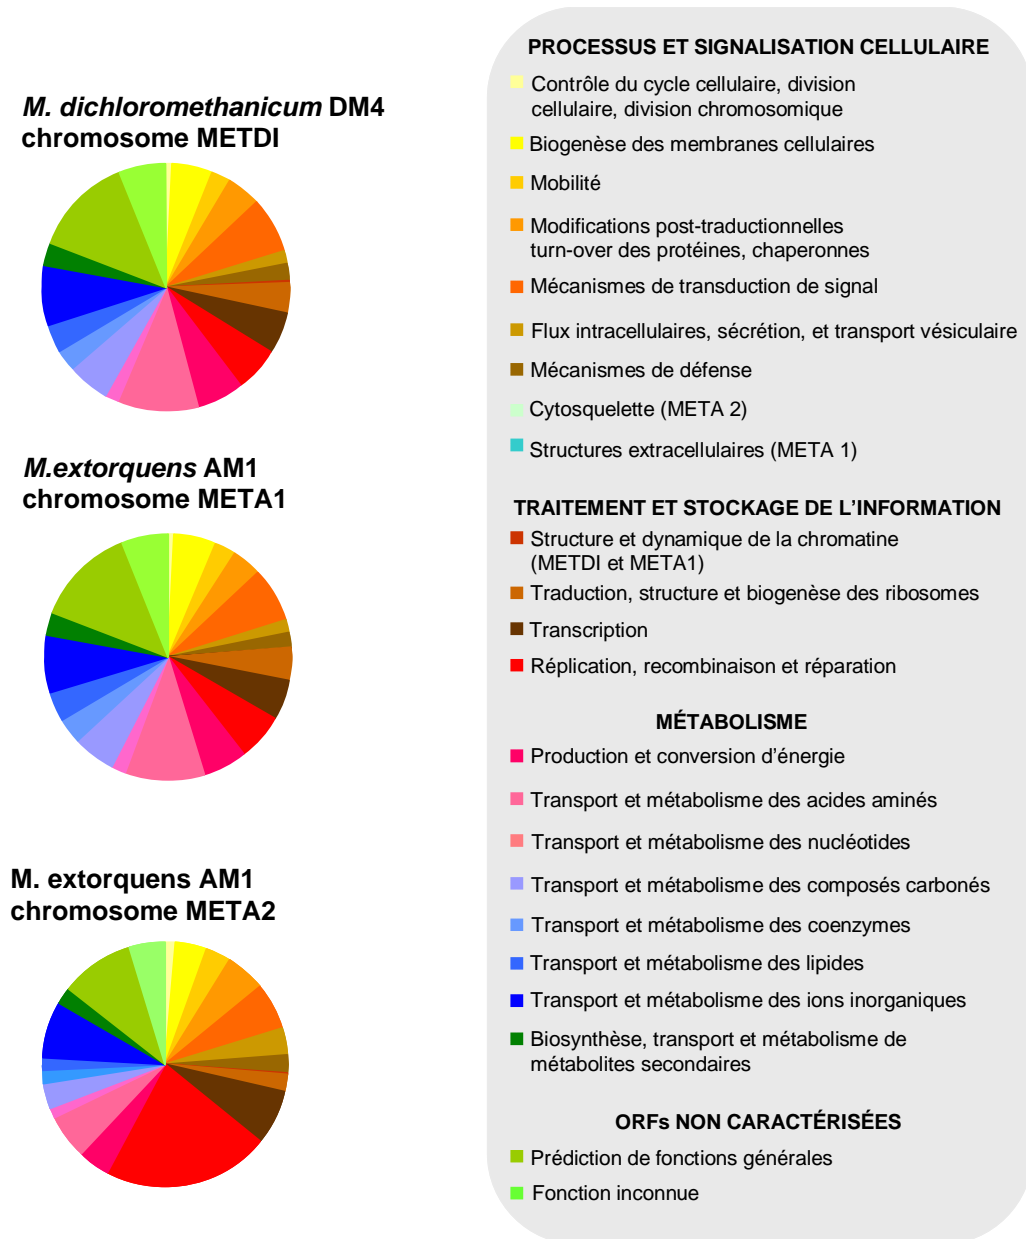 M. dichloromethanicum DM4
chromosome METDI
M.extorquens AM1
chromosome META1
M. extorquens AM1
chromosome META2
PROCESSUS ET SIGNALISATION CELLULAIRE
Contrôle du cycle cellulaire, division
cellulaire, division chromosomique
Biogenèse des membranes cellulaires
Mobilité
Modifications post-traductionnelles
turn-over des protéines, chaperonnes
Mécanismes de transduction de signal
Flux intracellulaires, sécrétion, et transport vésiculaire
Mécanismes de défense
Cytosquelette (META 2)
Structures extracellulaires (META 1)
TRAITEMENT ET STOCKAGE DE L’INFORMATION
Structure et dynamique de la chromatine
(METDI et META1)
Traduction, structure et biogenèse des ribosomes
Transcription
Réplication, recombinaison et réparation
MÉTABOLISME
Production et conversion d’énergie
Transport et métabolisme des acides aminés
Transport et métabolisme des nucléotides
Transport et métabolisme des composés carbonés
Transport et métabolisme des coenzymes
Transport et métabolisme des lipides
Transport et métabolisme des ions inorganiques
Biosynthèse, transport et métabolisme de
métabolites secondaires
ORFs NON CARACTÉRISÉES
Prédiction de fonctions générales
Fonction inconnue